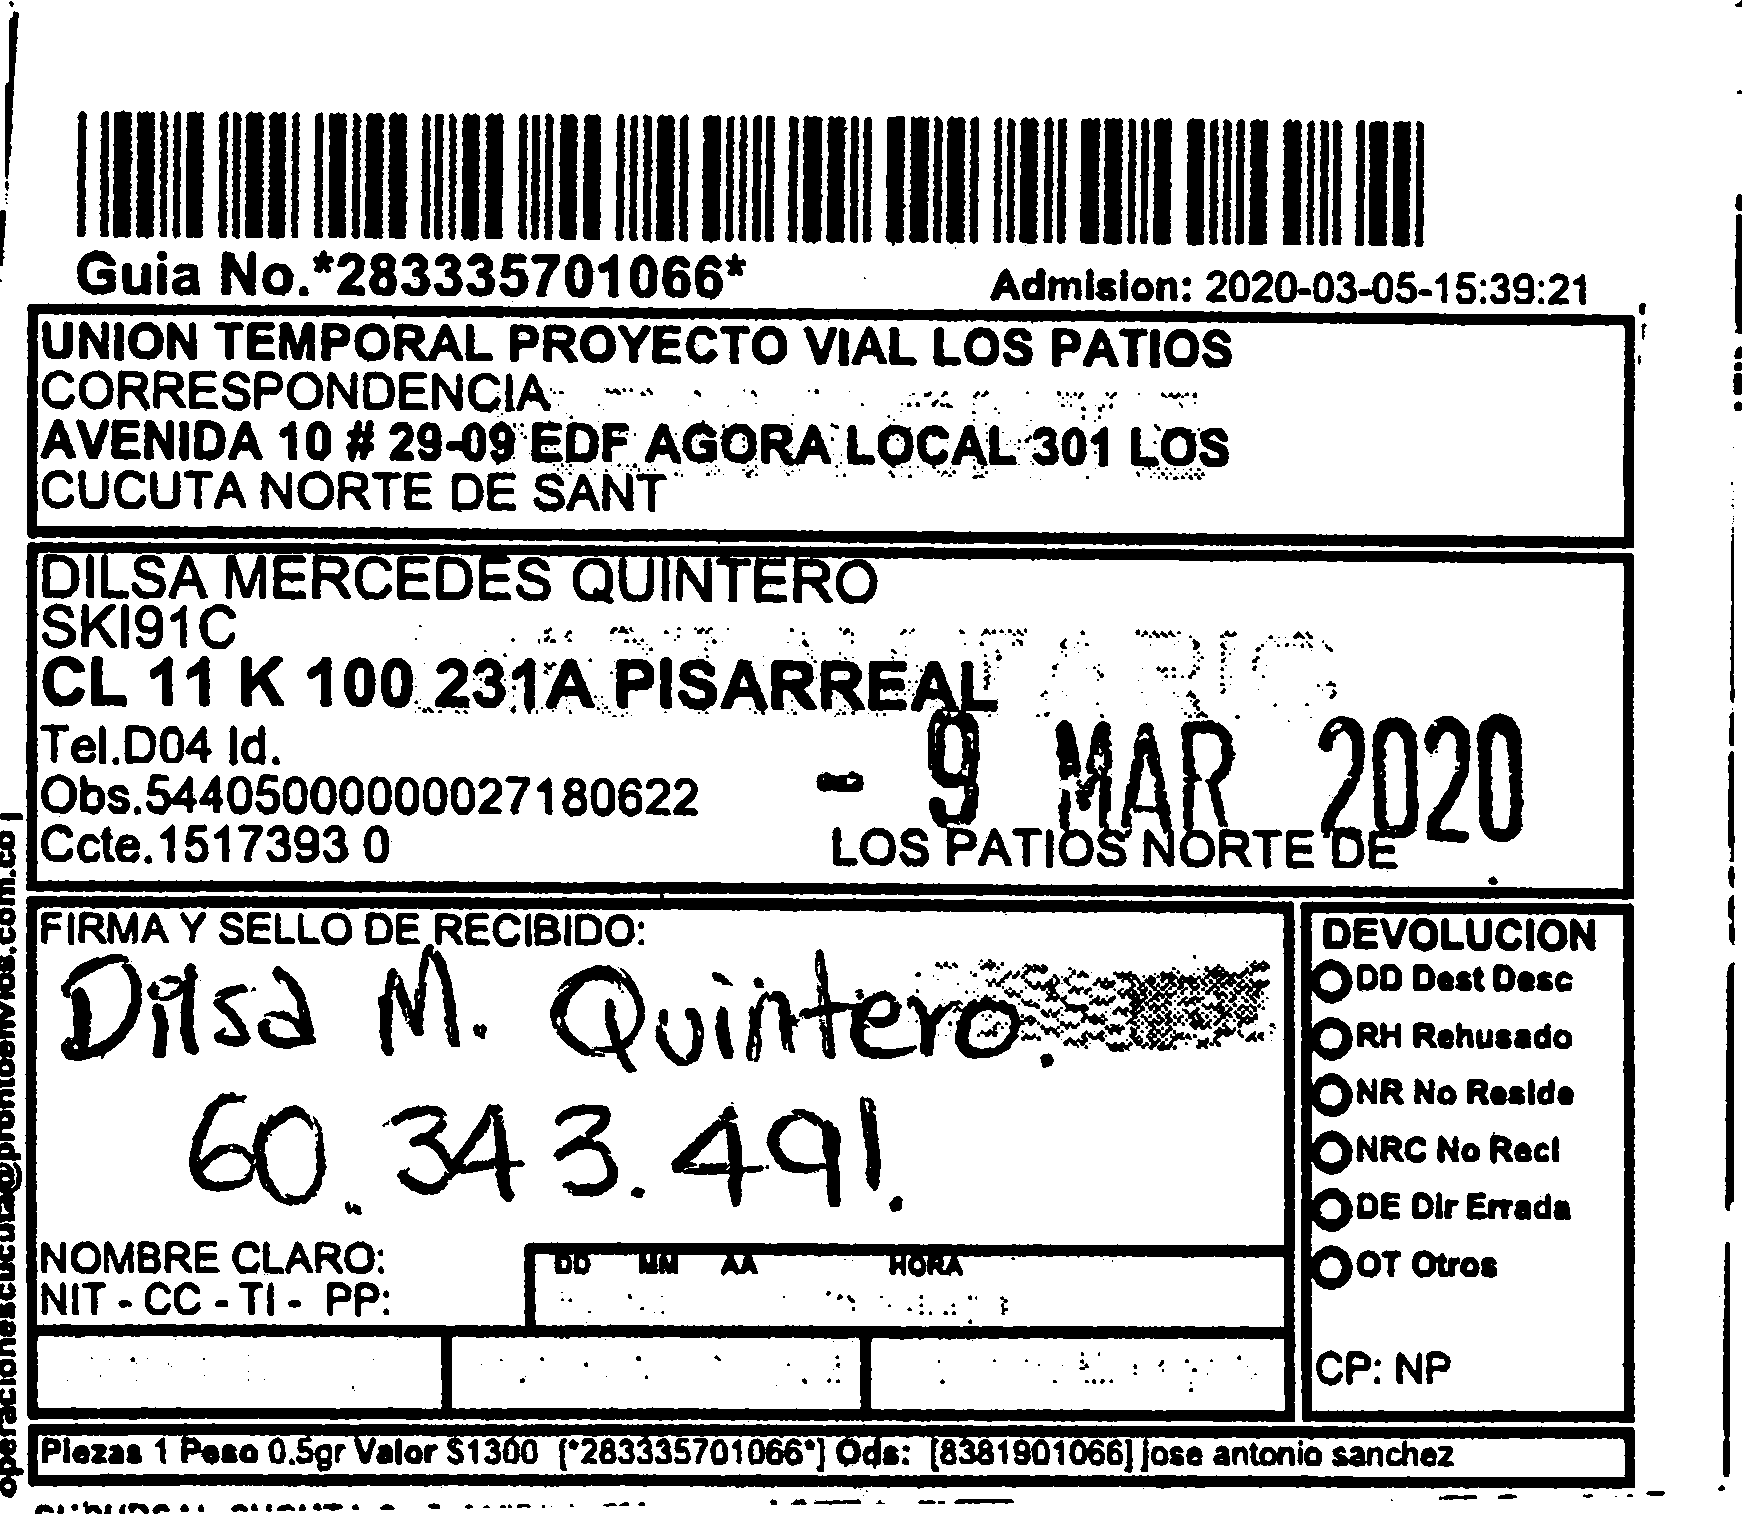 Guia No.*283335701066*
Admision: 2020-03-05-15:39:21
UNION TEMPORAL PROYECTO VIAL LOS PATIOS
CORRESPONDENCIA
AVENIDA 10 # 29-09 EDF AGORA LOCAL 301 LOS
CUCUTA NORTE DE SANT
DILSA MERCEDES QUINTERO
SKI91C
CL 11 K 100 231A PISARREAL
Tel.D04 Id.
- 9 MAR 2020
Obs.544050000000027180622
Ccte.1517393 0
LOS PATIOS NORTE DE
FIRMA Y SELLO DE RECIBIDO:
Dilsa M. Quintero.
60.343.491.
NOMBRE CLARO:
NIT - CC - TI - PP:
DD MM AA HORA
DEVOLUCION
DD Dest Desc
RH Rehusado
NR No Reside
NRC No Recl
DE Dir Errada
OT Otros
CP: NP
Piezas 1 Peso 0.5gr Valor $1300 [*283335701066*] Ods: [8381901066] jose antonio sanchez
operacionescucuta@prontoenvios.com.co |